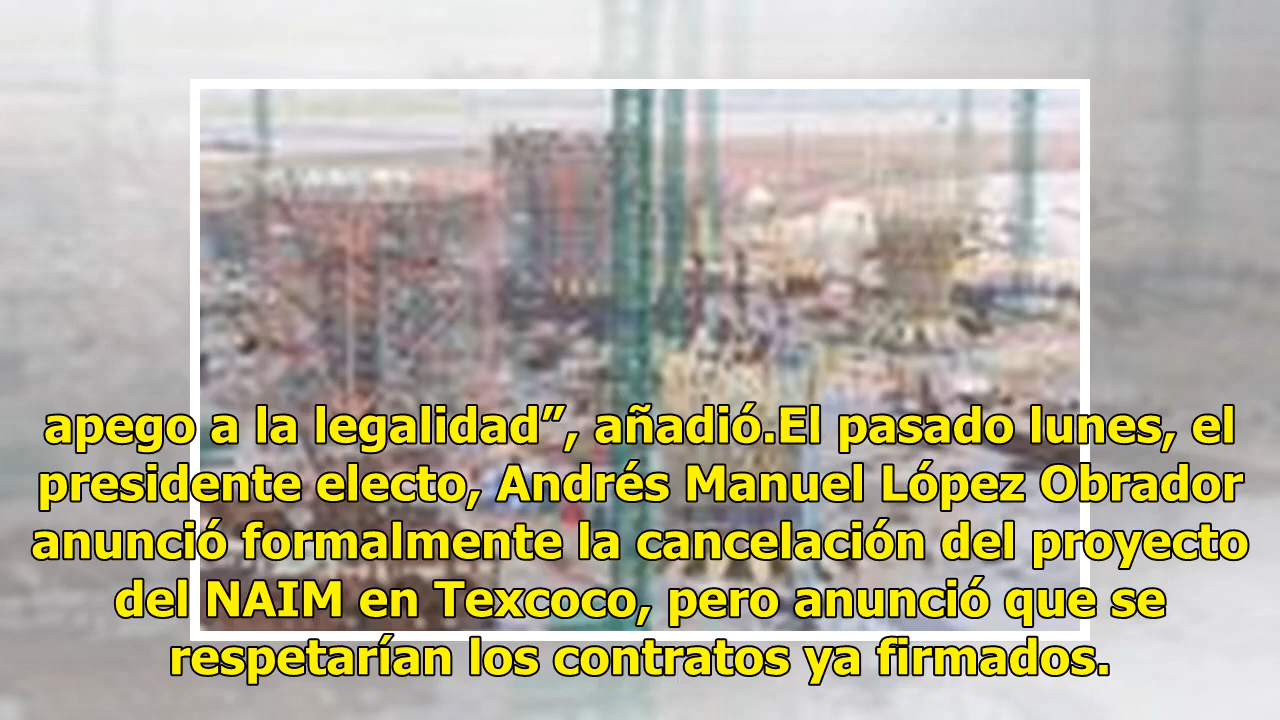 apego a la legalidad”, añadió.El pasado lunes, el
presidente electo, Andrés Manuel López Obrador
anunció formalmente la cancelación del proyecto
del NAIM en Texcoco, pero anunció que se
respetarían los contratos ya firmados.